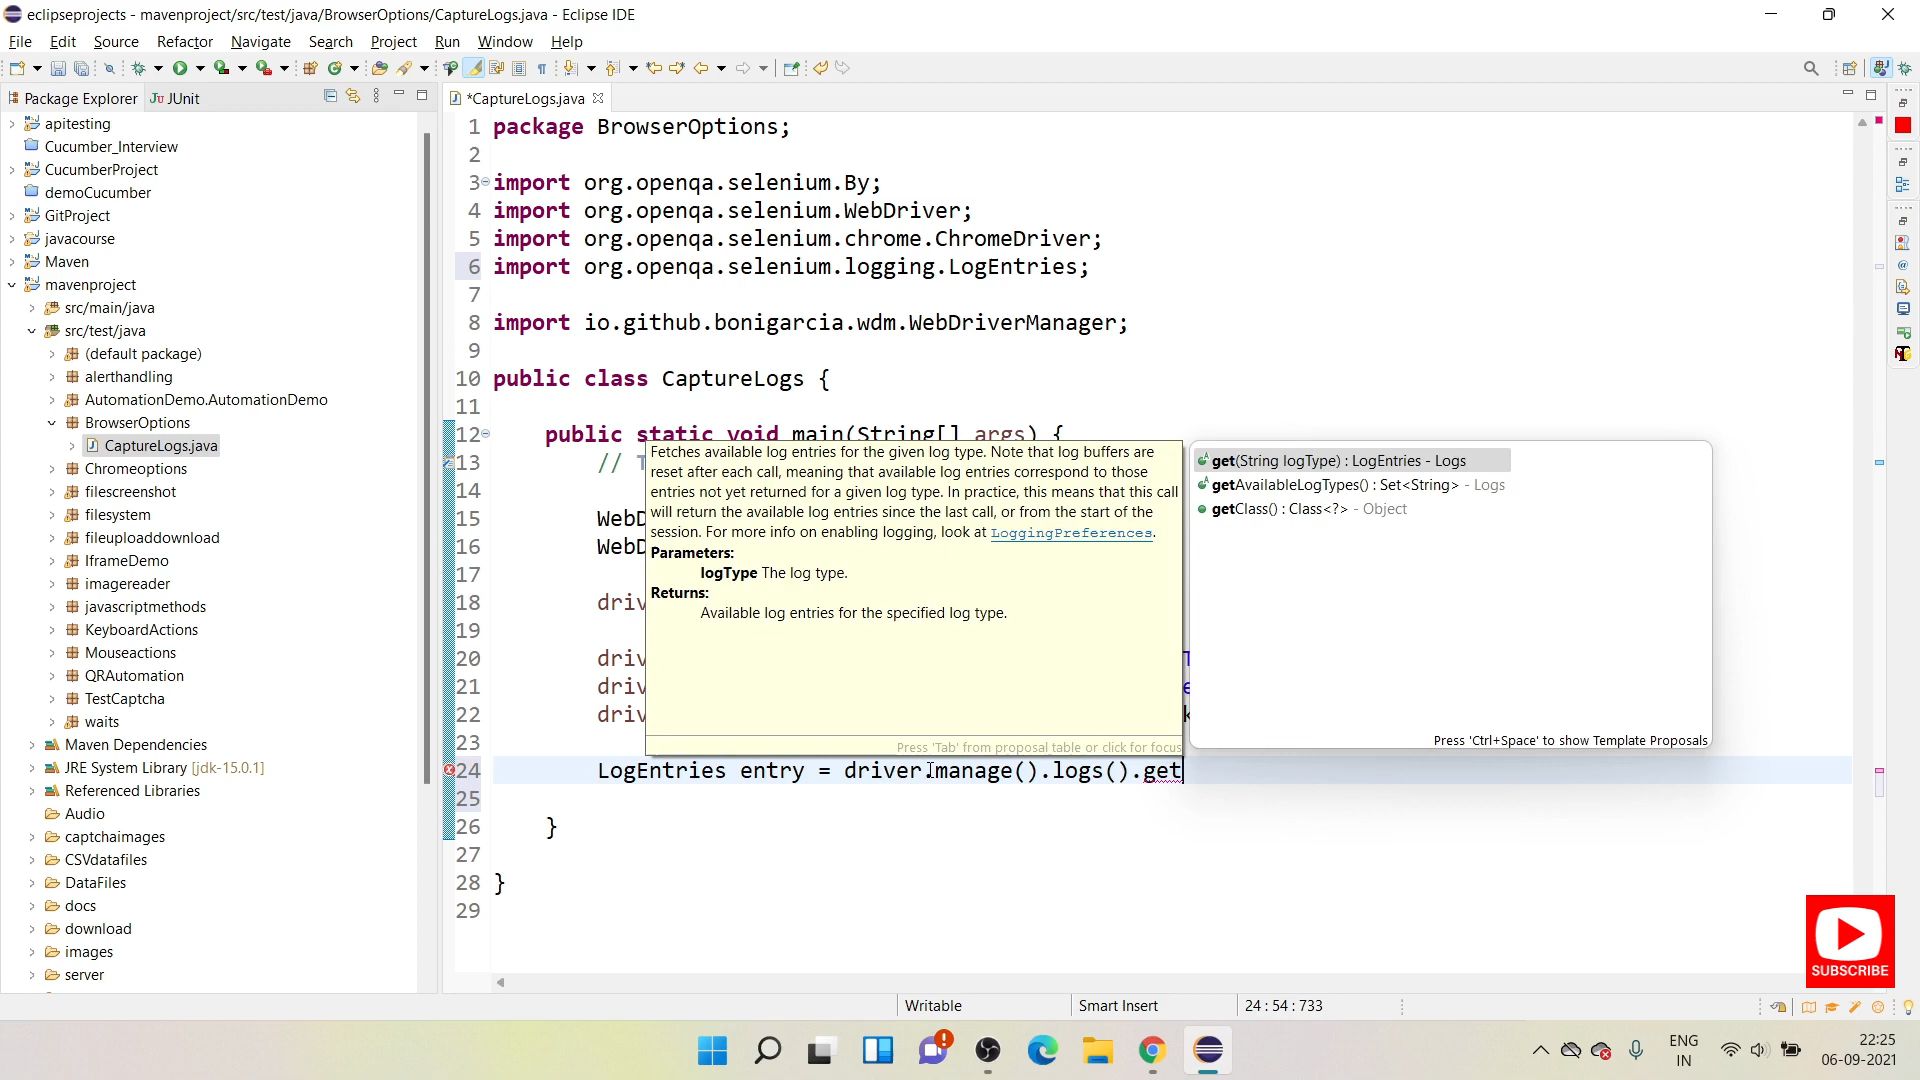 eclipseprojects - mavenproject/src/test/java/BrowserOptions/CaptureLogs.java - Eclipse IDE
File Edit Source Refactor Navigate Search Project Run Window Help
Package Explorer
JUnit
apitesting
Cucumber_Interview
CucumberProject
demoCucumber
GitProject
javacourse
Maven
mavenproject
src/main/java
src/test/java
(default package)
alerthandling
AutomationDemo.AutomationDemo
BrowserOptions
CaptureLogs.java
Chromeoptions
filescreenshot
filesystem
fileuploaddownload
IframeDemo
imagereader
javascriptmethods
KeyboardActions
Mouseactions
QRAutomation
TestCaptcha
waits
Maven Dependencies
JRE System Library [jdk-15.0.1]
Referenced Libraries
Audio
captchaimages
CSVdatafiles
DataFiles
docs
download
images
server
*CaptureLogs.java
1 package BrowserOptions;
2
3 import org.openqa.selenium.By;
4 import org.openqa.selenium.WebDriver;
5 import org.openqa.selenium.chrome.ChromeDriver;
6 import org.openqa.selenium.logging.LogEntries;
7
8 import io.github.bonigarcia.wdm.WebDriverManager;
9
10 public class CaptureLogs {
11
12 public static void main(String[] args) {
13 // T
14
15 WebD
16 WebD
17
18 driv
19
20 driv
21 driv
22 driv
23
24 LogEntries entry = driver.manage().logs().get
25
26 }
27
28 }
29
Fetches available log entries for the given log type. Note that log buffers are
reset after each call, meaning that available log entries correspond to those
entries not yet returned for a given log type. In practice, this means that this call
will return the available log entries since the last call, or from the start of the
session. For more info on enabling logging, look at LoggingPreferences.
Parameters:
logType The log type.
Returns:
Available log entries for the specified log type.
Press 'Tab' from proposal table or click for focus
get(String logType) : LogEntries - Logs
getAvailableLogTypes() : Set<String> - Logs
getClass() : Class<?> - Object
Press 'Ctrl+Space' to show Template Proposals
SUBSCRIBE
Writable
Smart Insert
24 : 54 : 733
ENG
IN
22:25
06-09-2021